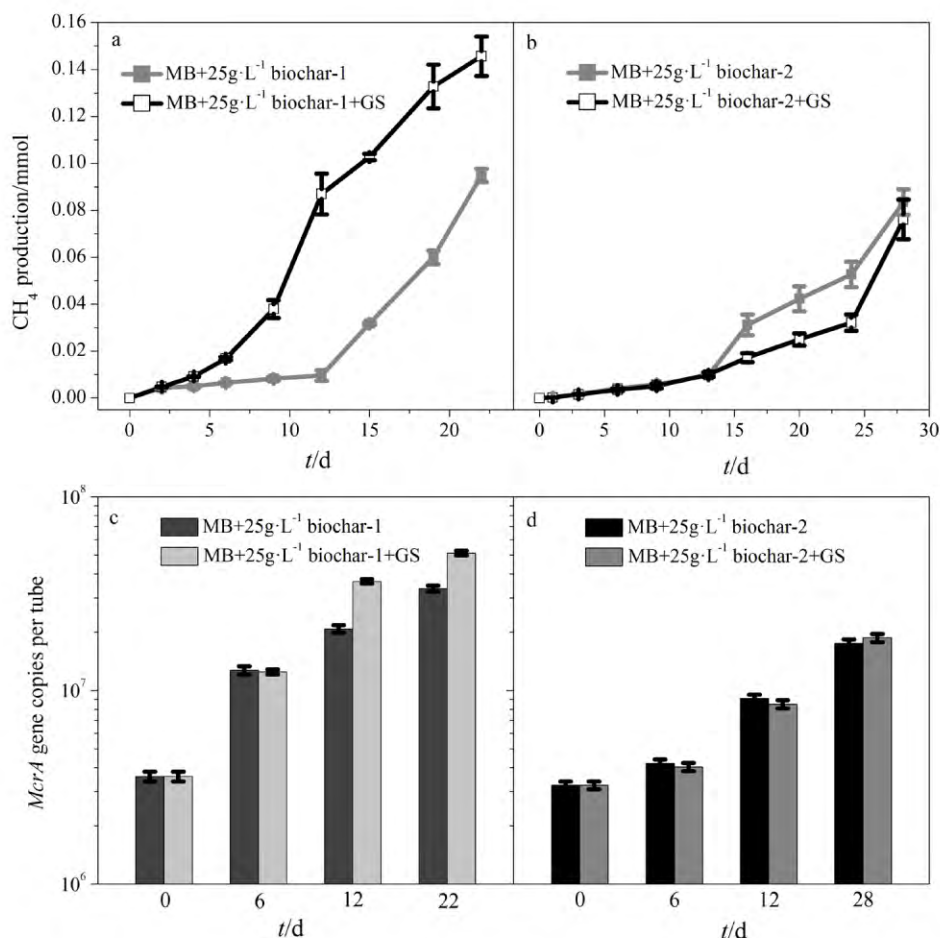 a
MB+25g·L⁻¹ biochar-1
MB+25g·L⁻¹ biochar-1+GS
b
MB+25g·L⁻¹ biochar-2
MB+25g·L⁻¹ biochar-2+GS
CH₄ production/mmol
0.16
0.14
0.12
0.10
0.08
0.06
0.04
0.02
0.00
0 5 10 15 20
0 5 10 15 20 25 30
t/d
t/d
c
MB+25g·L⁻¹ biochar-1
MB+25g·L⁻¹ biochar-1+GS
d
MB+25g·L⁻¹ biochar-2
MB+25g·L⁻¹ biochar-2+GS
McrA gene copies per tube
10⁸
10⁷
10⁶
0 6 12 22
0 6 12 28
t/d
t/d